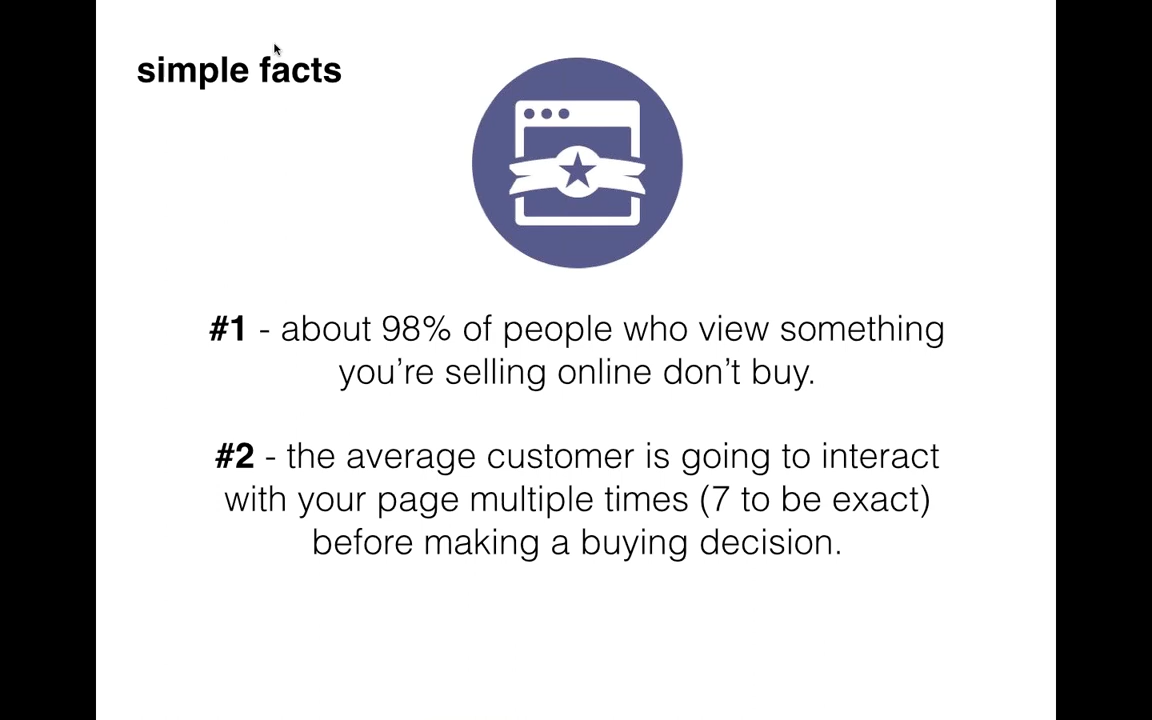 simple facts
#1 - about 98% of people who view something
you’re selling online don’t buy.
#2 - the average customer is going to interact
with your page multiple times (7 to be exact)
before making a buying decision.